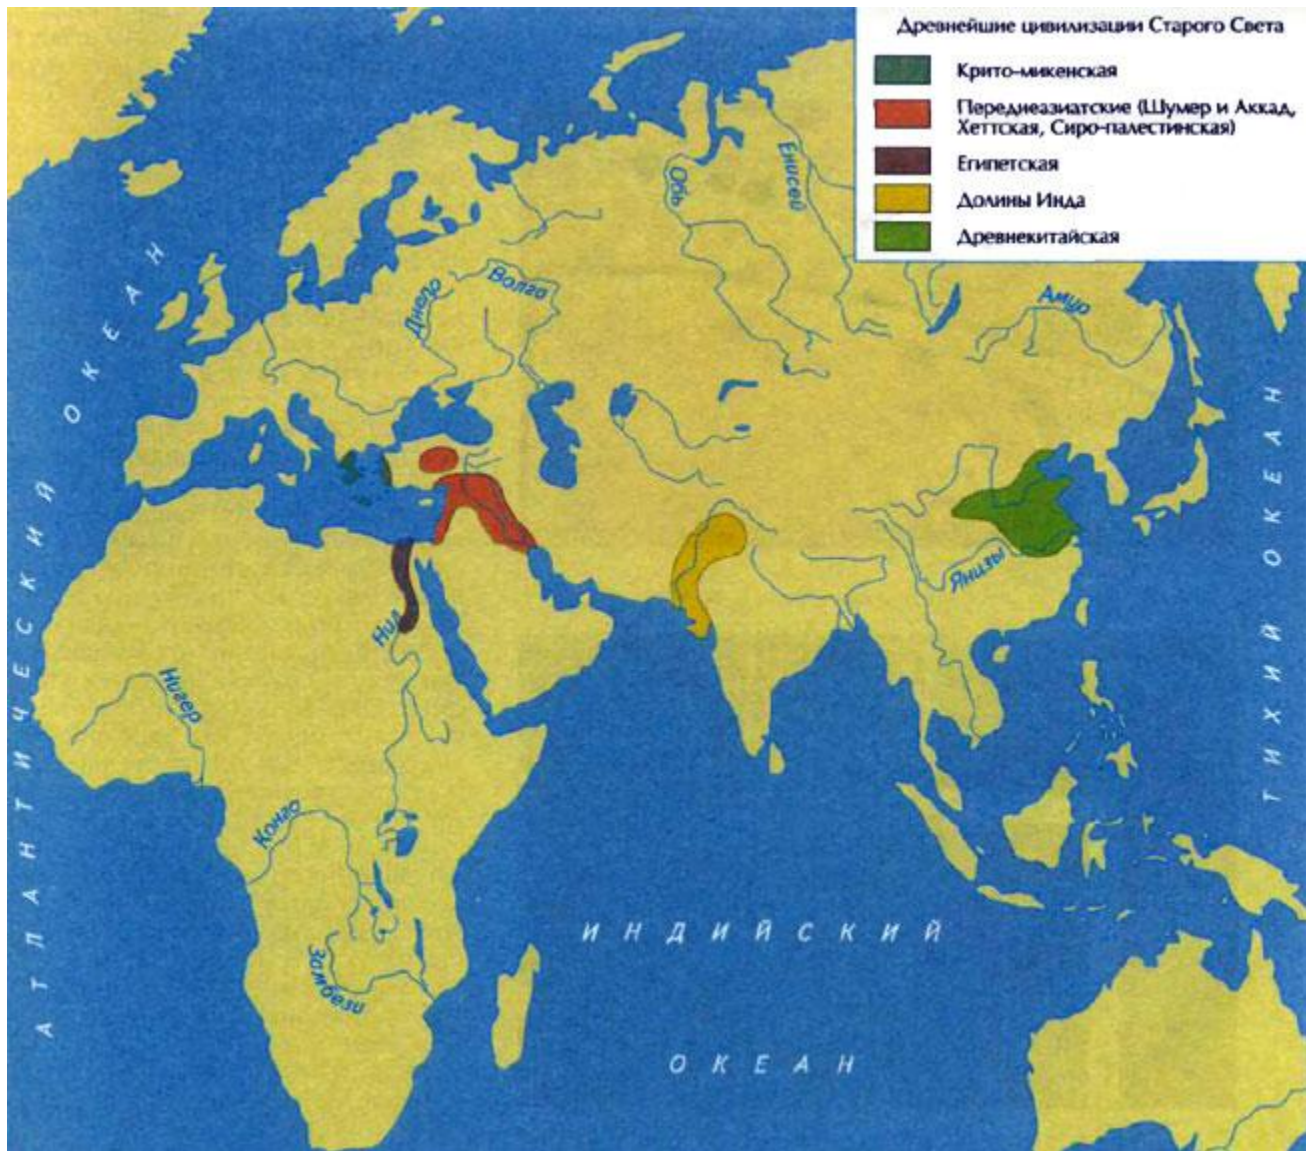 Древнейшие цивилизации Старого Света
Крито-микенская
Переднеазиатские (Шумер и Аккад,
Хеттская, Сиро-палестинская)
Египетская
Долины Инда
Древнекитайская
Обь
Енисей
Волга
Днепр
Амур
АТЛАНТИЧЕСКИЙ ОКЕАН
ТИХИЙ ОКЕАН
Янцзы
Нил
Нигер
Конго
Замбези
ИНДИЙСКИЙ
ОКЕАН